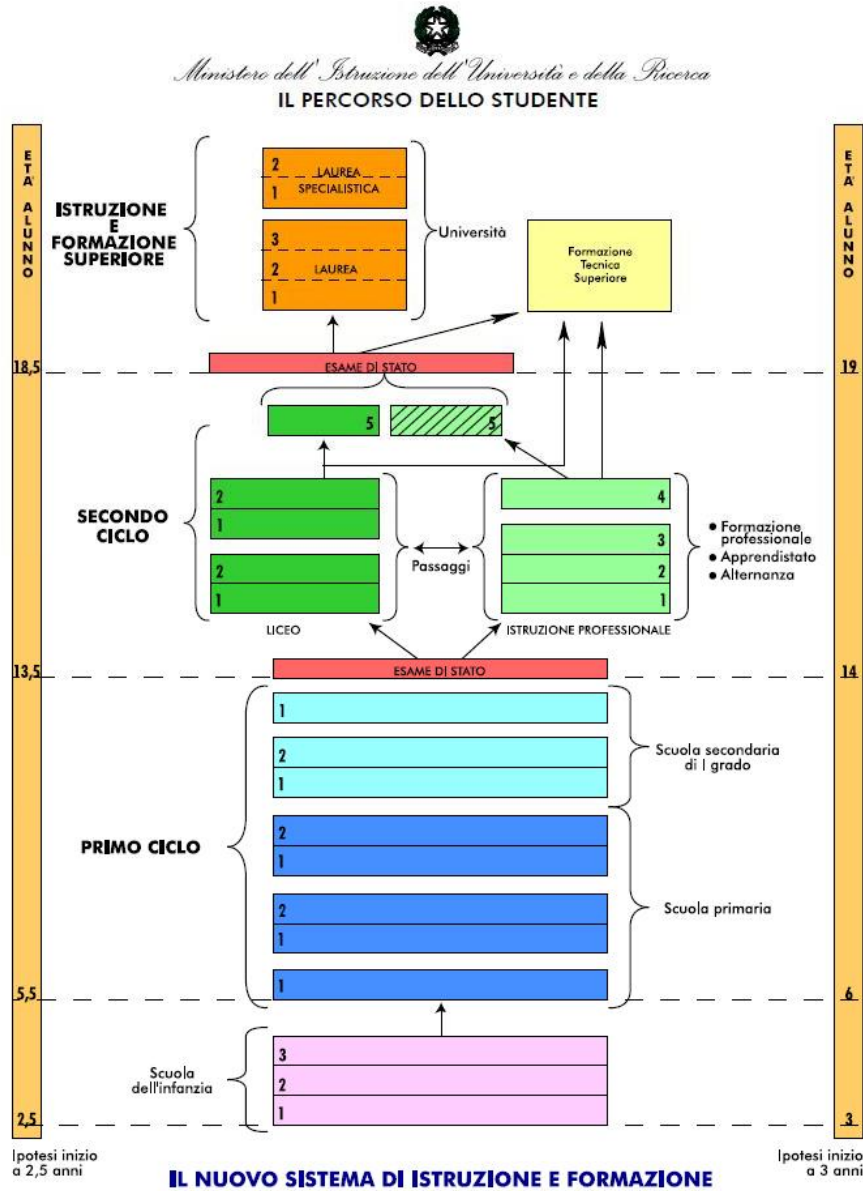 Ministero dell'Istruzione dell'Università e della Ricerca
IL PERCORSO DELLO STUDENTE
ETA' ALUNNO
ETA' ALUNNO
2
LAUREA
SPECIALISTICA
1
ISTRUZIONE
E
FORMAZIONE
SUPERIORE
3
2
LAUREA
1
Università
Formazione
Tecnica
Superiore
18,5
ESAME DI STATO
19
5
5
SECONDO
CICLO
2
1
2
1
LICEO
Passaggi
4
3
2
1
ISTRUZIONE PROFESSIONALE
• Formazione
professionale
• Apprendistato
• Alternanza
13,5
ESAME DI STATO
14
PRIMO CICLO
1
2
1
Scuola secondaria
di I grado
2
1
2
1
1
Scuola primaria
5,5
6
Scuola
dell'infanzia
3
2
1
2,5
3
Ipotesi inizio
a 2,5 anni
IL NUOVO SISTEMA DI ISTRUZIONE E FORMAZIONE
Ipotesi inizio
a 3 anni